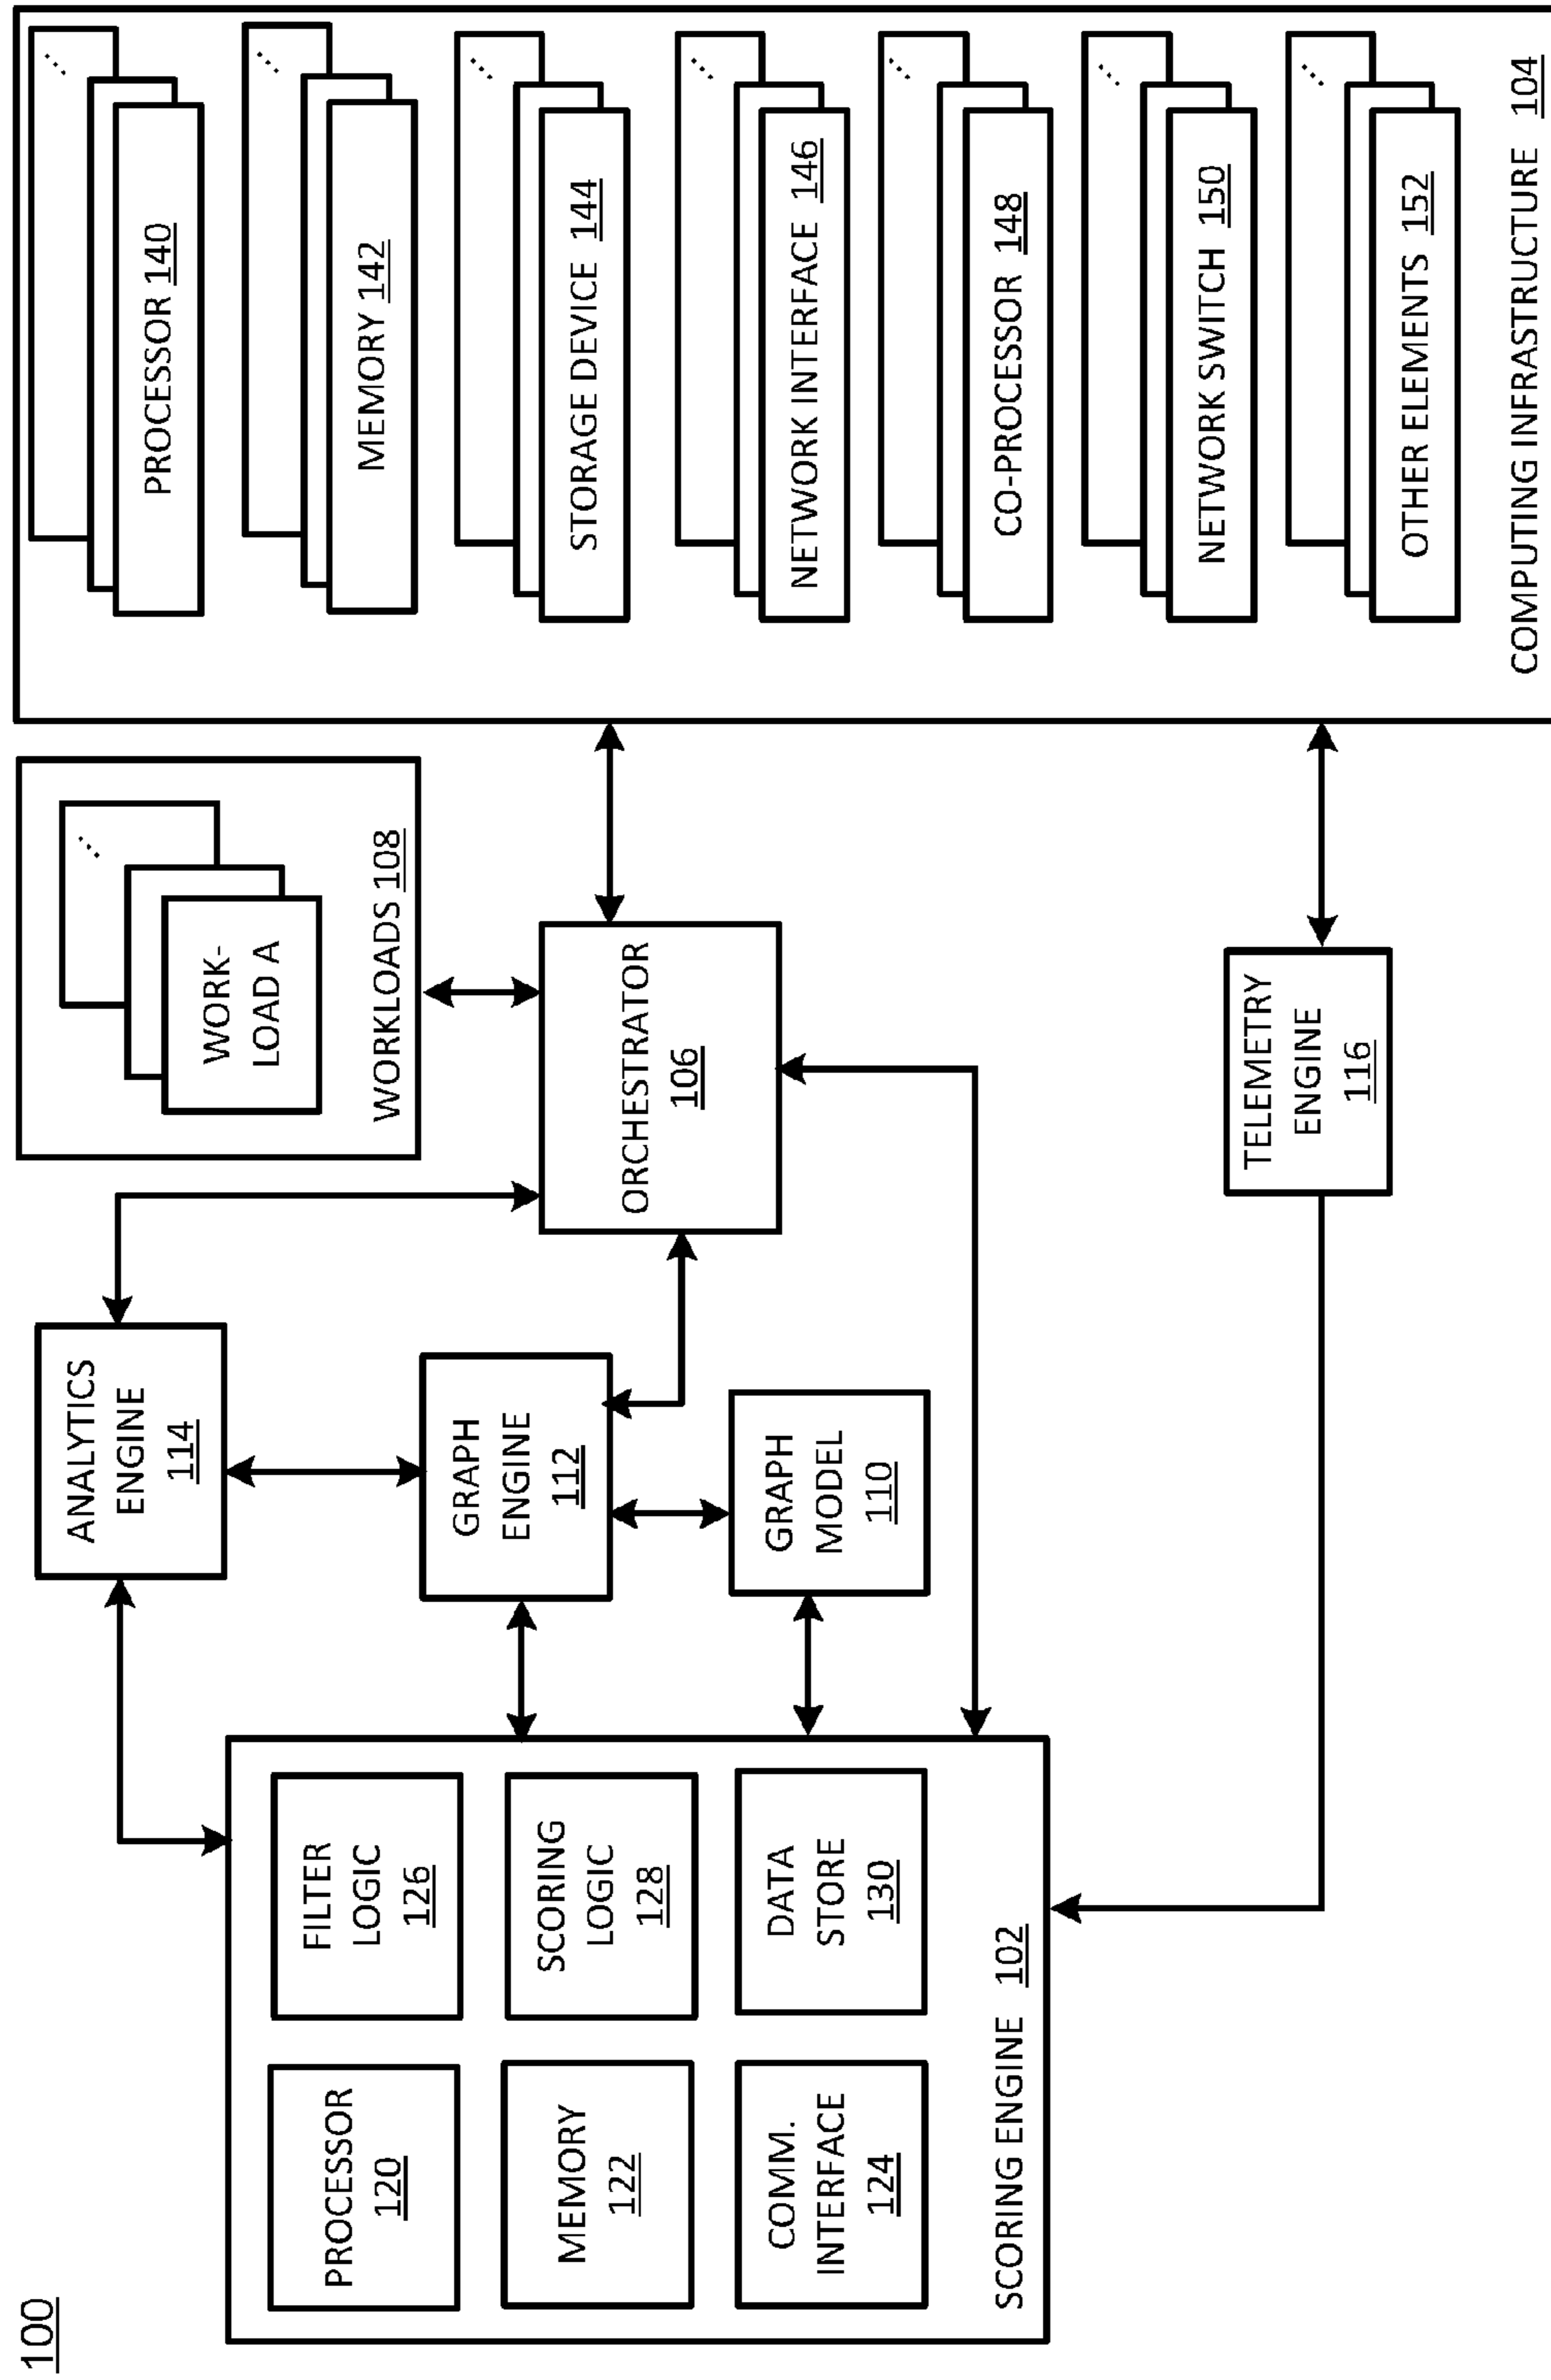 100
PROCESSOR
120
MEMORY
122
COMM.
INTERFACE
124
FILTER
LOGIC
126
SCORING
LOGIC
128
DATA
STORE
130
SCORING ENGINE 102
ANALYTICS
ENGINE
114
GRAPH
ENGINE
112
GRAPH
MODEL
110
WORK-
LOAD A
WORKLOADS 108
ORCHESTRATOR
106
TELEMETRY
ENGINE
116
PROCESSOR 140
MEMORY 142
STORAGE DEVICE 144
NETWORK INTERFACE 146
CO-PROCESSOR 148
NETWORK SWITCH 150
OTHER ELEMENTS 152
COMPUTING INFRASTRUCTURE 104